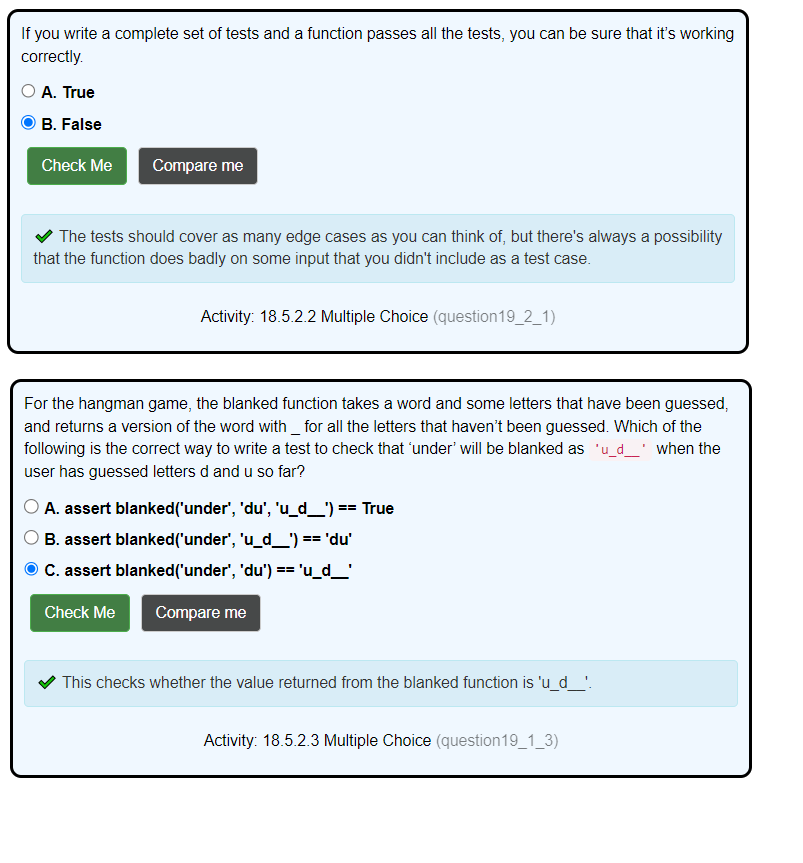 If you write a complete set of tests and a function passes all the tests, you can be sure that it’s working
correctly.
A. True
B. False
Check Me
Compare me
The tests should cover as many edge cases as you can think of, but there's always a possibility
that the function does badly on some input that you didn't include as a test case.
Activity: 18.5.2.2 Multiple Choice (question19_2_1)
For the hangman game, the blanked function takes a word and some letters that have been guessed,
and returns a version of the word with _ for all the letters that haven’t been guessed. Which of the
following is the correct way to write a test to check that ‘under’ will be blanked as 'u_d__' when the
user has guessed letters d and u so far?
A. assert blanked('under', 'du', 'u_d__') == True
B. assert blanked('under', 'u_d__') == 'du'
C. assert blanked('under', 'du') == 'u_d__'
Check Me
Compare me
This checks whether the value returned from the blanked function is 'u_d__'.
Activity: 18.5.2.3 Multiple Choice (question19_1_3)